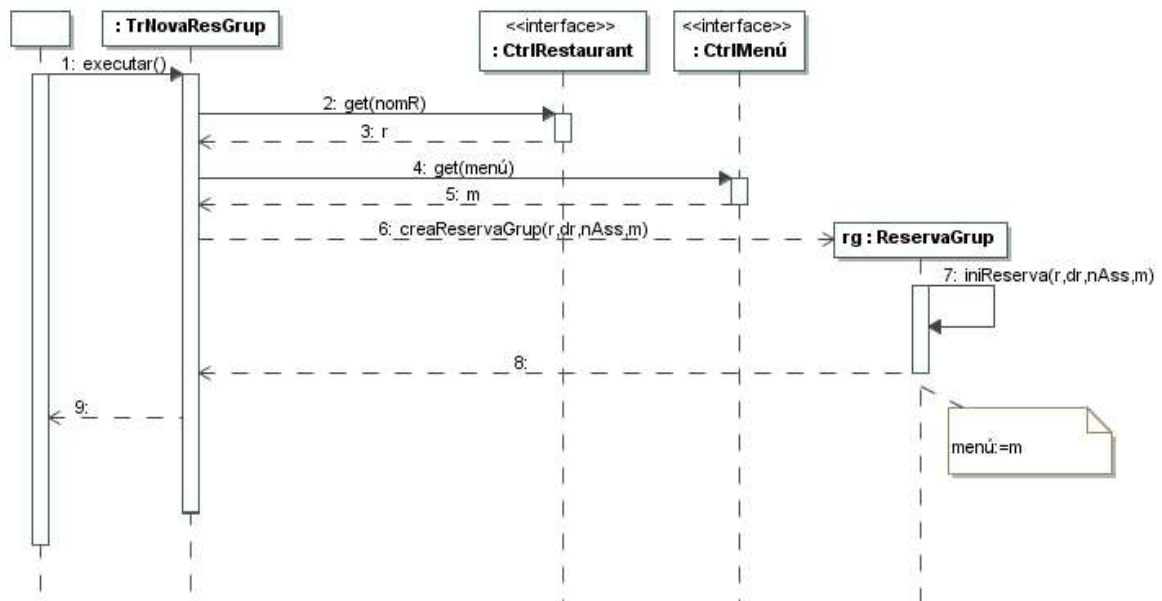 : TrNovaResGrup
<<interface>>
: CtrlRestaurant
<<interface>>
: CtrlMenú
1: executar()
2: get(nomR)
3: r
4: get(menú)
5: m
6: creaReservaGrup(r,dr,nAss,m)
rg : ReservaGrup
7: iniReserva(r,dr,nAss,m)
8:
9:
menú:=m